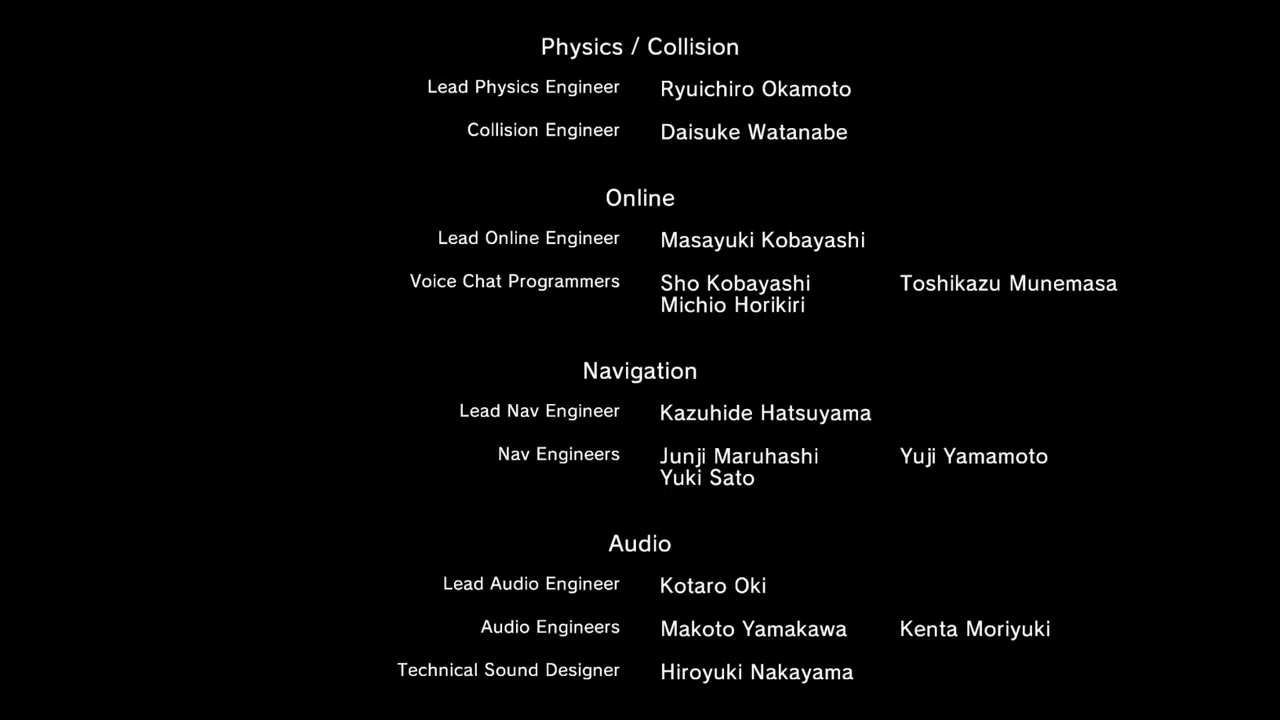 Physics / Collision
Lead Physics Engineer Ryuichiro Okamoto
Collision Engineer Daisuke Watanabe
Online
Lead Online Engineer Masayuki Kobayashi
Voice Chat Programmers Sho Kobayashi Toshikazu Munemasa
Michio Horikiri
Navigation
Lead Nav Engineer Kazuhide Hatsuyama
Nav Engineers Junji Maruhashi Yuji Yamamoto
Yuki Sato
Audio
Lead Audio Engineer Kotaro Oki
Audio Engineers Makoto Yamakawa Kenta Moriyuki
Technical Sound Designer Hiroyuki Nakayama